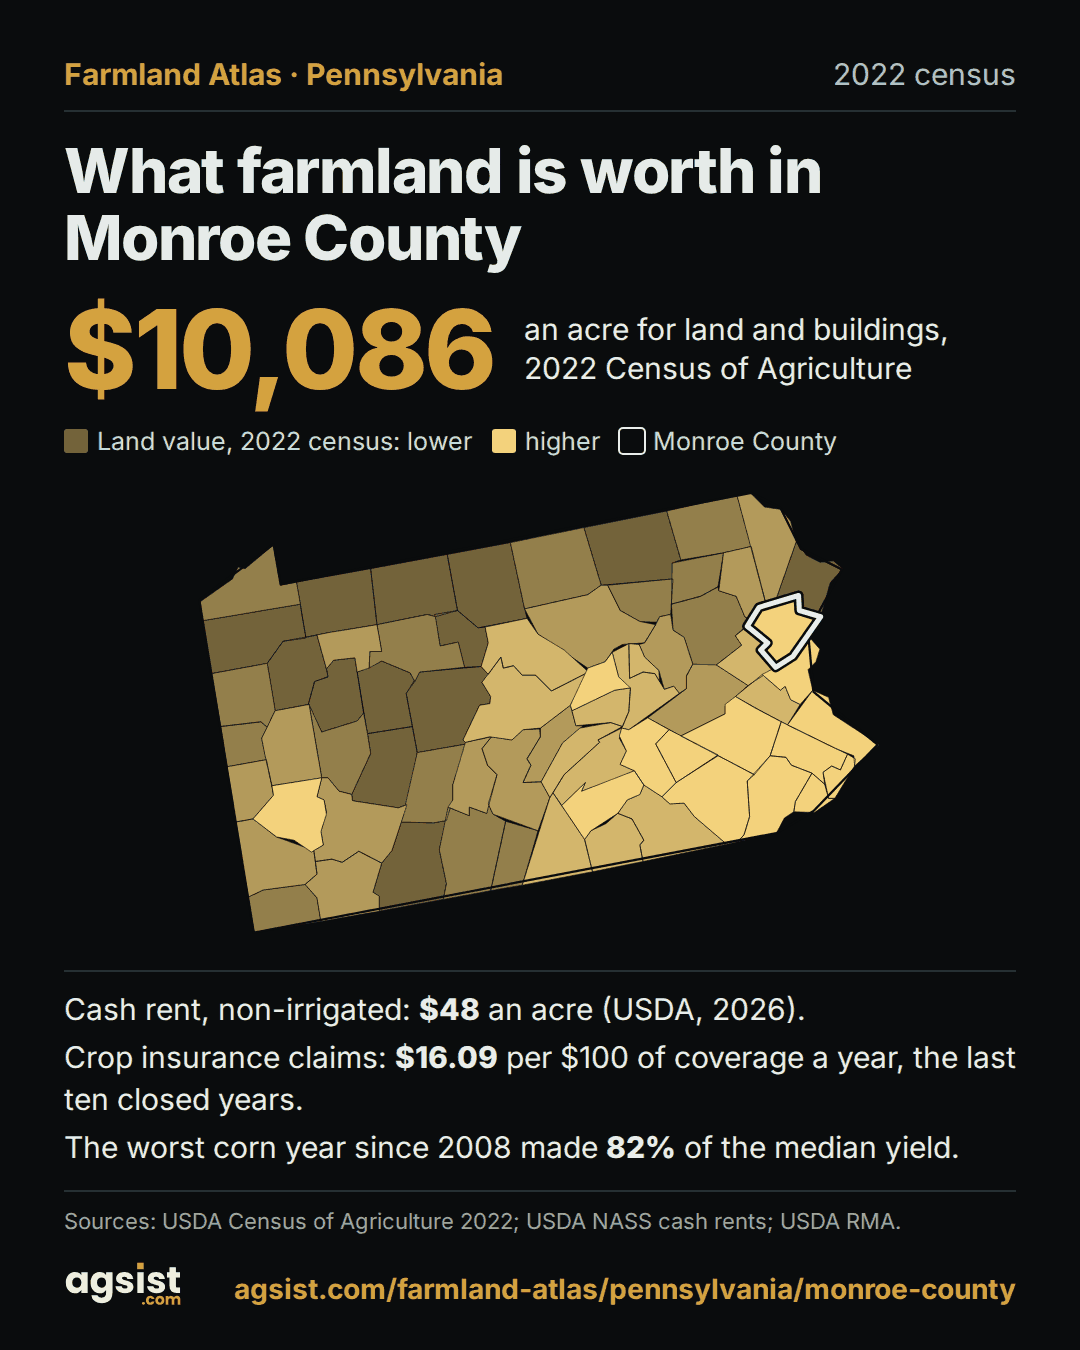 Farmland Atlas · Pennsylvania
2022 census
What farmland is worth in
Monroe County
$10,086
an acre for land and buildings,
2022 Census of Agriculture
Land value, 2022 census: lower
higher
Monroe County
Cash rent, non-irrigated: $48 an acre (USDA, 2026).
Crop insurance claims: $16.09 per $100 of coverage a year, the last
ten closed years.
The worst corn year since 2008 made 82% of the median yield.
Sources: USDA Census of Agriculture 2022; USDA NASS cash rents; USDA RMA.
agsist
.com
agsist.com/farmland-atlas/pennsylvania/monroe-county